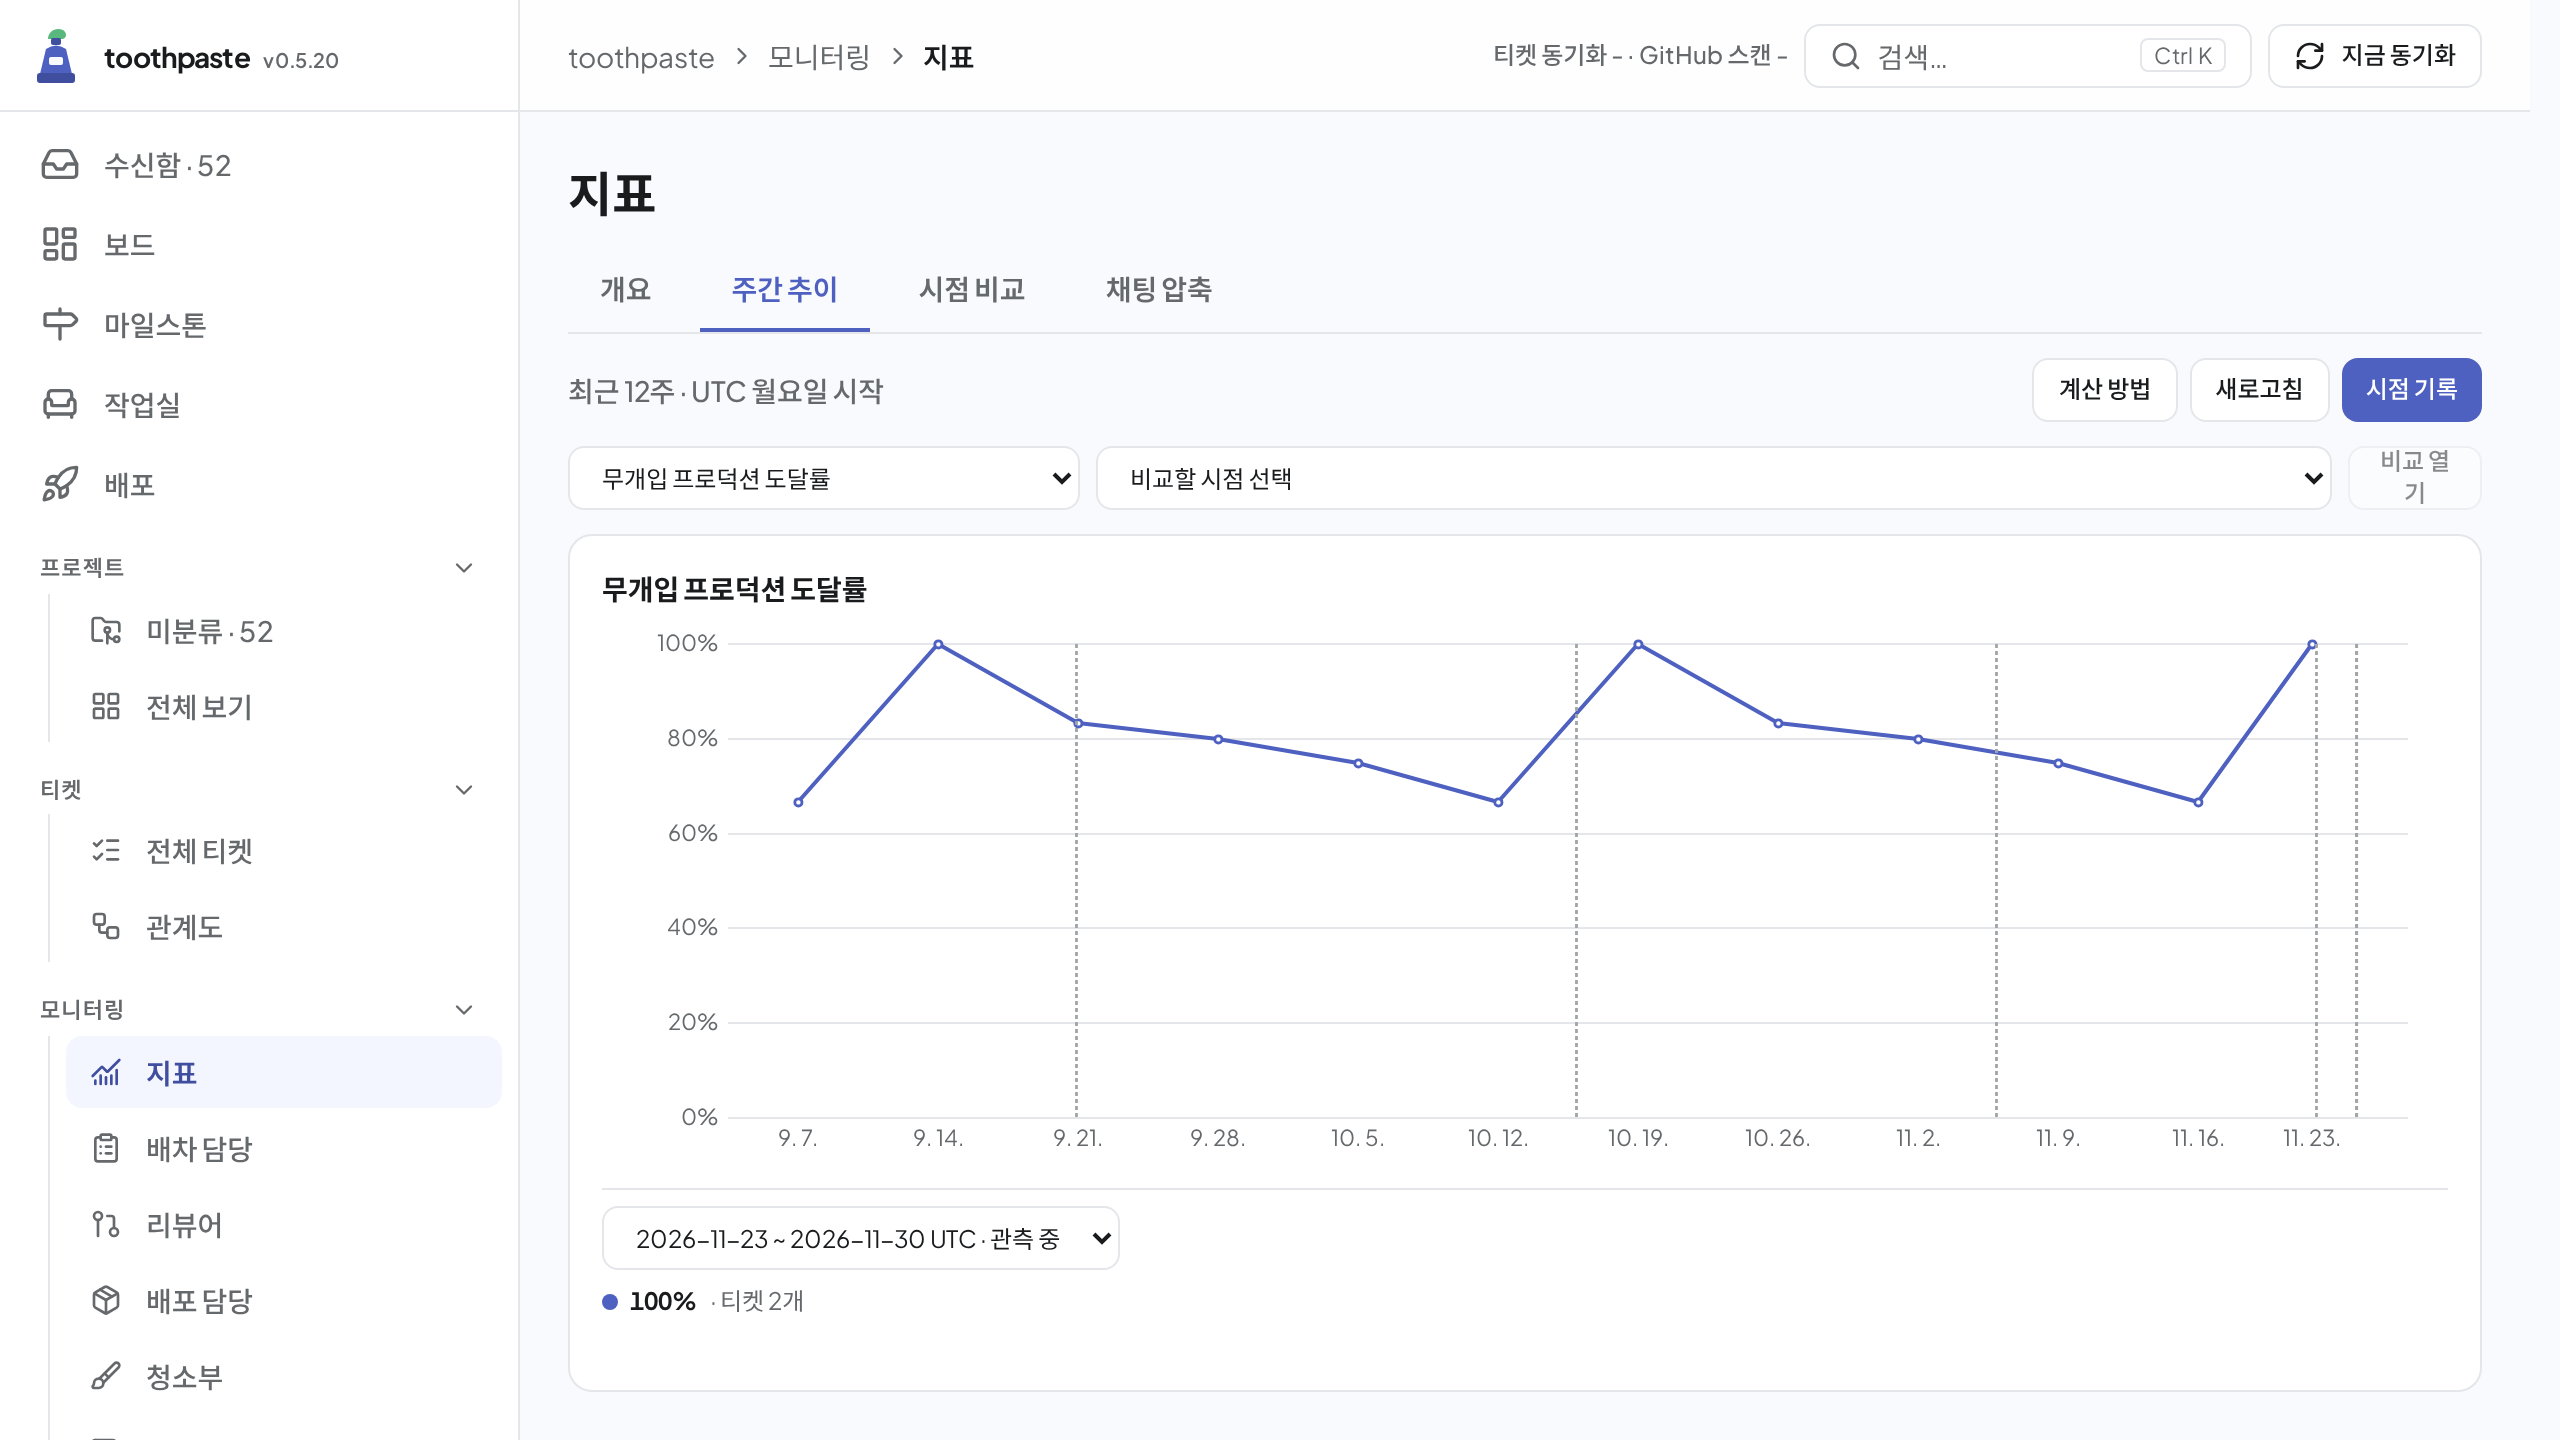 toothpaste v0.5.20
toothpaste > 모니터링 > 지표
티켓 동기화 - · GitHub 스캔 -
검색...
Ctrl K
지금 동기화
수신함 · 52
보드
마일스톤
작업실
배포
프로젝트
미분류 · 52
전체 보기
티켓
전체 티켓
관계도
모니터링
지표
배차 담당
리뷰어
배포 담당
청소부
지표
개요
주간 추이
시점 비교
채팅 압축
최근 12주 · UTC 월요일 시작
계산 방법
새로고침
시점 기록
무개입 프로덕션 도달률
비교할 시점 선택
비교 열
기
무개입 프로덕션 도달률
100%
80%
60%
40%
20%
0%
9. 7.
9. 14.
9. 21.
9. 28.
10. 5.
10. 12.
10. 19.
10. 26.
11. 2.
11. 9.
11. 16.
11. 23.
2026-11-23 ~ 2026-11-30 UTC · 관측 중
100% · 티켓 2개